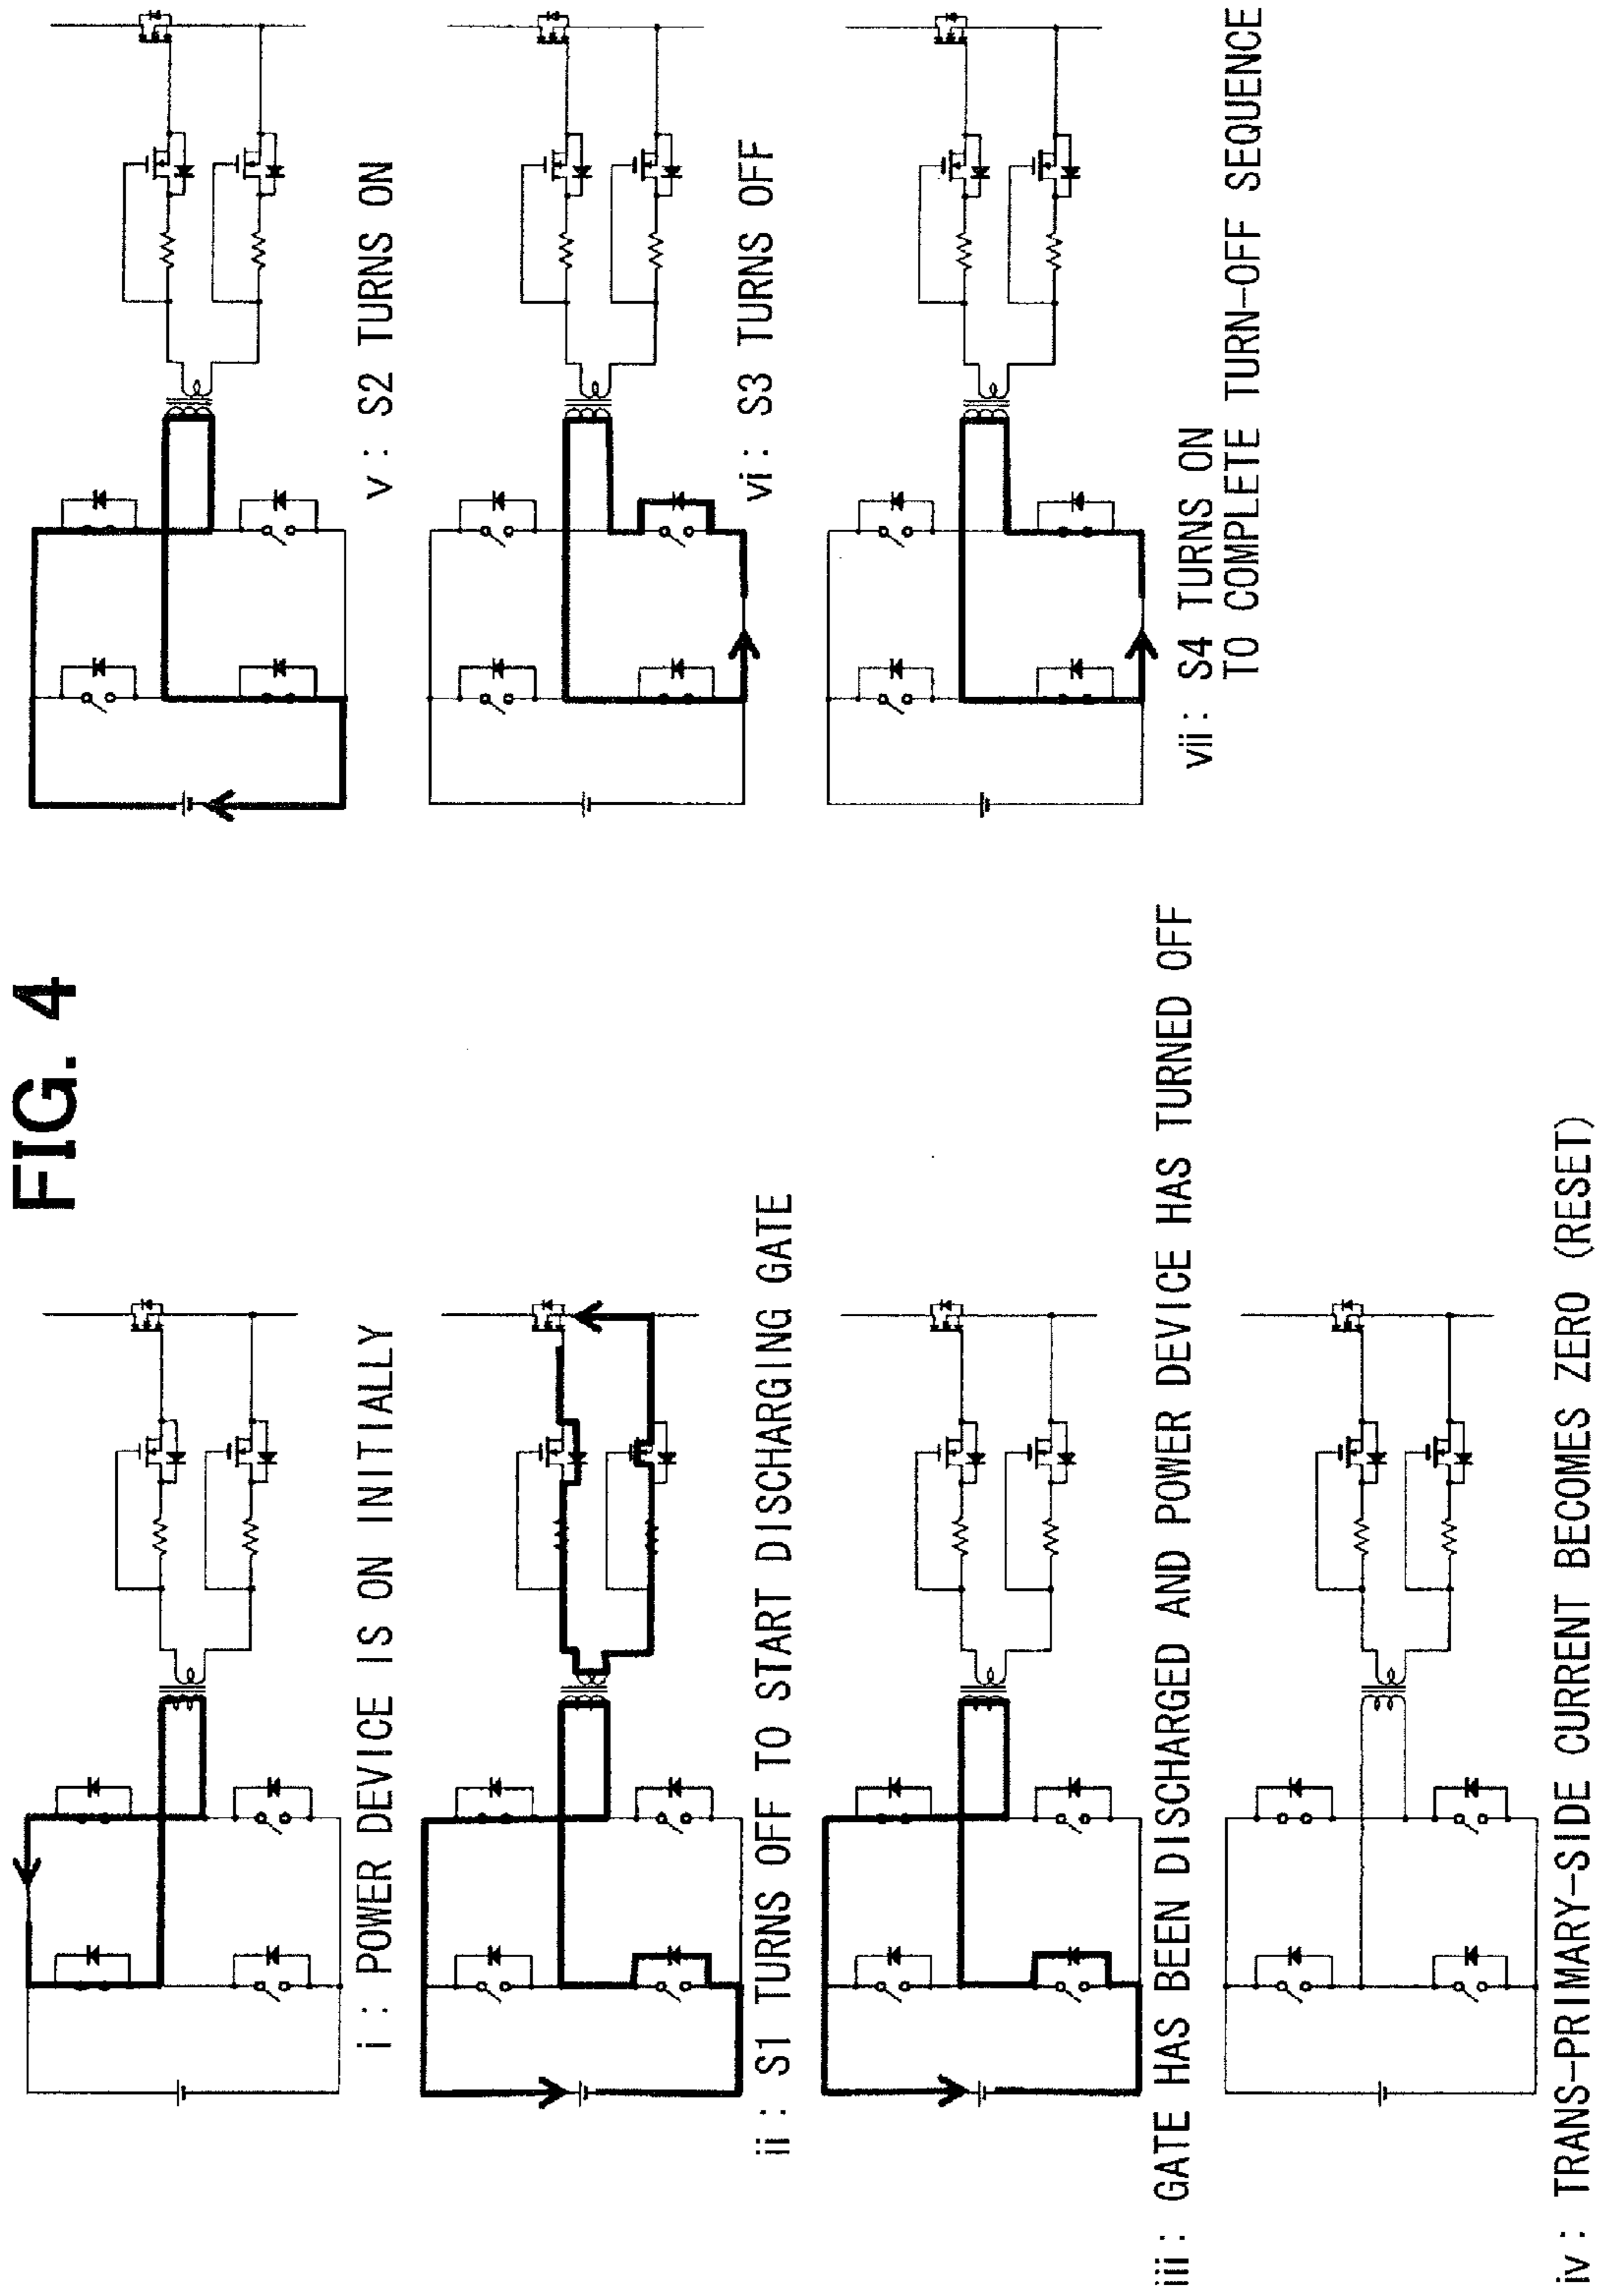 FIG. 4
i : POWER DEVICE IS ON INITIALLY
ii : S1 TURNS OFF TO START DISCHARGING GATE
iii : GATE HAS BEEN DISCHARGED AND POWER DEVICE HAS TURNED OFF
iv : TRANS-PRIMARY-SIDE CURRENT BECOMES ZERO (RESET)
v : S2 TURNS ON
vi : S3 TURNS OFF
vii : S4 TURNS ON
TO COMPLETE TURN-OFF SEQUENCE